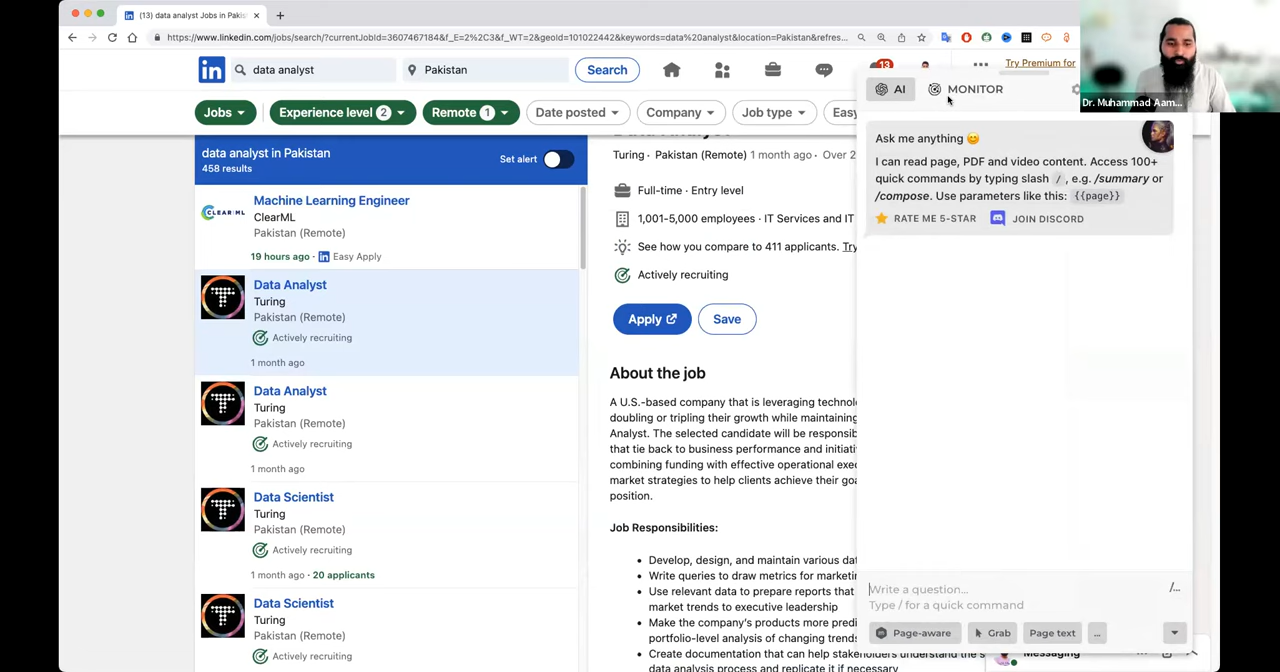 (13) data analyst Jobs in Pakis
https://www.linkedin.com/jobs/search/?currentJobId=3607467184&f_E=2%2C3&f_WT=2&geoId=101022442&keywords=data%20analyst&location=Pakistan&refres...
data analyst
Pakistan
Search
13
Try Premium for
Jobs
Experience level 2
Remote 1
Date posted
Company
Job type
Easy
data analyst in Pakistan
458 results
Set alert
Machine Learning Engineer
ClearML
CLEARML
Pakistan (Remote)
19 hours ago · Easy Apply
Data Analyst
Turing
Pakistan (Remote)
Actively recruiting
1 month ago
Data Analyst
Turing
Pakistan (Remote)
Actively recruiting
1 month ago
Data Scientist
Turing
Pakistan (Remote)
Actively recruiting
1 month ago · 20 applicants
Data Scientist
Turing
Pakistan (Remote)
Actively recruiting
Turing · Pakistan (Remote) 1 month ago · Over 2
Full-time · Entry level
1,001-5,000 employees · IT Services and IT
See how you compare to 411 applicants. Try
Actively recruiting
Apply
Save
About the job
A U.S.-based company that is leveraging technolo
doubling or tripling their growth while maintaining
Analyst. The selected candidate will be responsib
that tie back to business performance and initiativ
combining funding with effective operational exec
market strategies to help clients achieve their goa
position.
Job Responsibilities:
Develop, design, and maintain various dat
Write queries to draw metrics for marketin
Use relevant data to prepare reports that
market trends to executive leadership
Make the company's products more predi
portfolio-level analysis of changing trends
Create documentation that can help stakeholders understand the s
data analysis process and replicate it if necessary
AI
MONITOR
Ask me anything 😊
I can read page, PDF and video content. Access 100+
quick commands by typing slash /, e.g. /summary or
/compose. Use parameters like this: {{page}}
RATE ME 5-STAR
JOIN DISCORD
Write a question...
/...
Type / for a quick command
Page-aware
Grab
Page text
...
Messaging
Dr. Muhammad Aam...